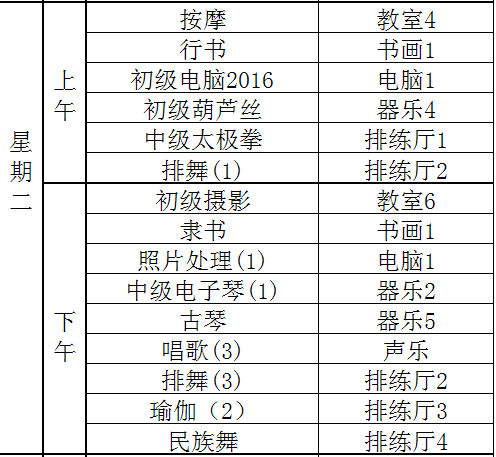 星期二
上午
按摩 教室4
行书 书画1
初级电脑2016 电脑1
初级葫芦丝 器乐4
中级太极拳 排练厅1
排舞(1) 排练厅2
下午
初级摄影 教室6
隶书 书画1
照片处理(1) 电脑1
中级电子琴(1) 器乐2
古琴 器乐5
唱歌(3) 声乐
排舞(3) 排练厅2
瑜伽（2） 排练厅3
民族舞 排练厅4